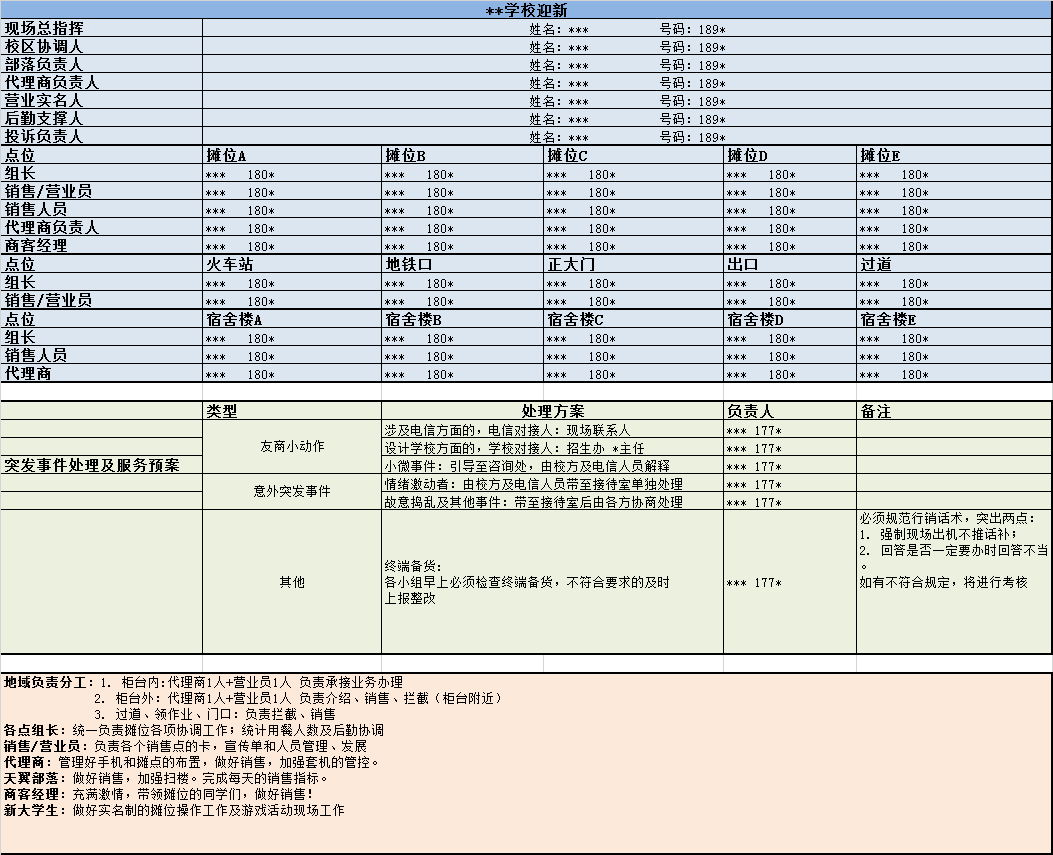 **学校迎新
现场总指挥 姓名: *** 号码: 189*
校区协调人 姓名: *** 号码: 189*
部落负责人 姓名: *** 号码: 189*
代理商负责人 姓名: *** 号码: 189*
营业实名人 姓名: *** 号码: 189*
后勤支撑人 姓名: *** 号码: 189*
投诉负责人 姓名: *** 号码: 189*
点位 摊位A 摊位B 摊位C 摊位D 摊位E
组长 *** 180* *** 180* *** 180* *** 180* *** 180*
销售/营业员 *** 180* *** 180* *** 180* *** 180* *** 180*
销售人员 *** 180* *** 180* *** 180* *** 180* *** 180*
代理商负责人 *** 180* *** 180* *** 180* *** 180* *** 180*
商客经理 *** 180* *** 180* *** 180* *** 180* *** 180*
点位 火车站 地铁口 正大门 出口 过道
组长 *** 180* *** 180* *** 180* *** 180* *** 180*
销售/营业员 *** 180* *** 180* *** 180* *** 180* *** 180*
点位 宿舍楼A 宿舍楼B 宿舍楼C 宿舍楼D 宿舍楼E
组长 *** 180* *** 180* *** 180* *** 180* *** 180*
销售人员 *** 180* *** 180* *** 180* *** 180* *** 180*
代理商 *** 180* *** 180* *** 180* *** 180* *** 180*
类型 处理方案 负责人 备注
突发事件处理及服务预案
友商小动作
涉及电信方面的，电信对接人: 现场联系人 *** 177*
设计学校方面的，学校对接人: 招生办 *主任 *** 177*
小微事件: 引导至咨询处，由校方及电信人员解释 *** 177*
意外突发事件
情绪激动者: 由校方及电信人员带至接待室单独处理 *** 177*
故意捣乱及其他事件: 带至接待室后由各方协商处理 *** 177*
其他
终端备货:
各小组早上必须检查终端备货，不符合要求的及时
上报整改
*** 177*
必须规范行销话术，突出两点:
1. 强制现场出机不推话补;
2. 回答是否一定要办时回答不当
。
如有不符合规定，将进行考核
地域负责分工: 1. 柜台内:代理商1人+营业员1人 负责承接业务办理
2. 柜台外: 代理商1人+营业员1人 负责介绍、销售、拦截（柜台附近）
3. 过道、领作业、门口: 负责拦截、销售
各点组长: 统一负责摊位各项协调工作; 统计用餐人数及后勤协调
销售/营业员: 负责各个销售点的卡，宣传单和人员管理、发展
代理商: 管理好手机和摊点的布置，做好销售，加强套机的管控。
天翼部落: 做好销售，加强扫楼。完成每天的销售指标。
商客经理: 充满激情，带领摊位的同学们，做好销售!
新大学生: 做好实名制的摊位操作工作及游戏活动现场工作